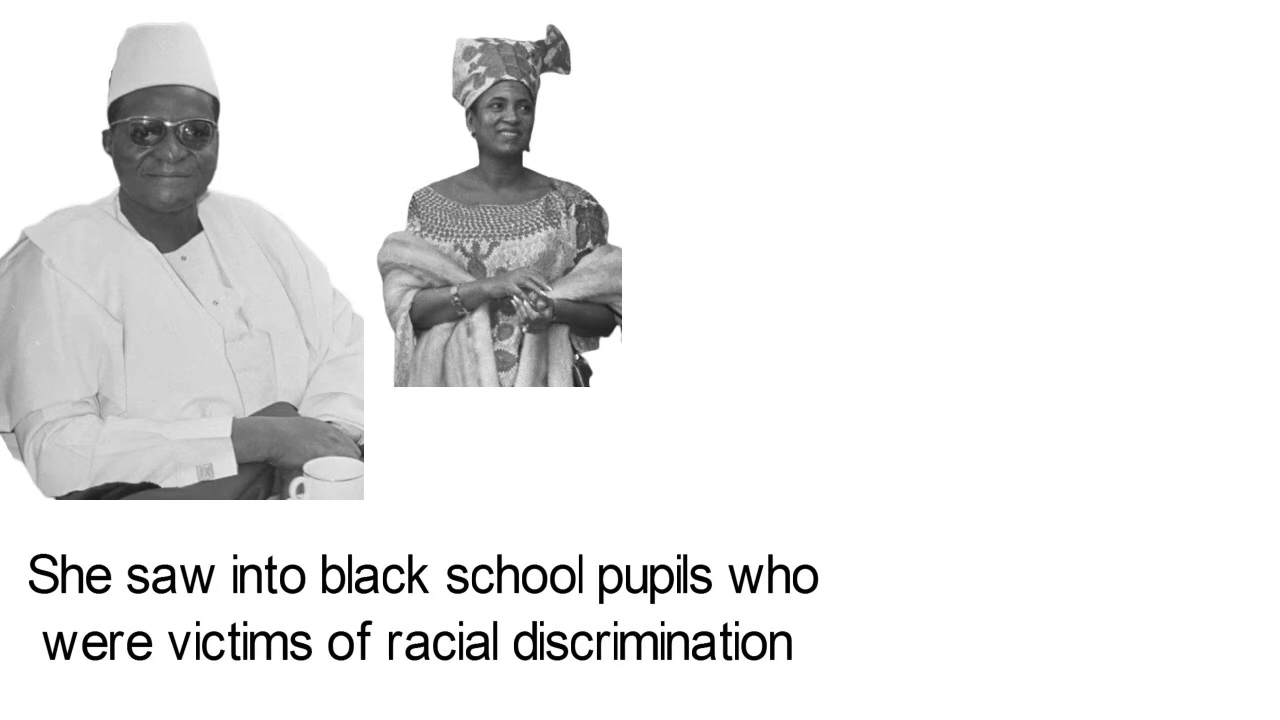 She saw into black school pupils who
were victims of racial discrimination